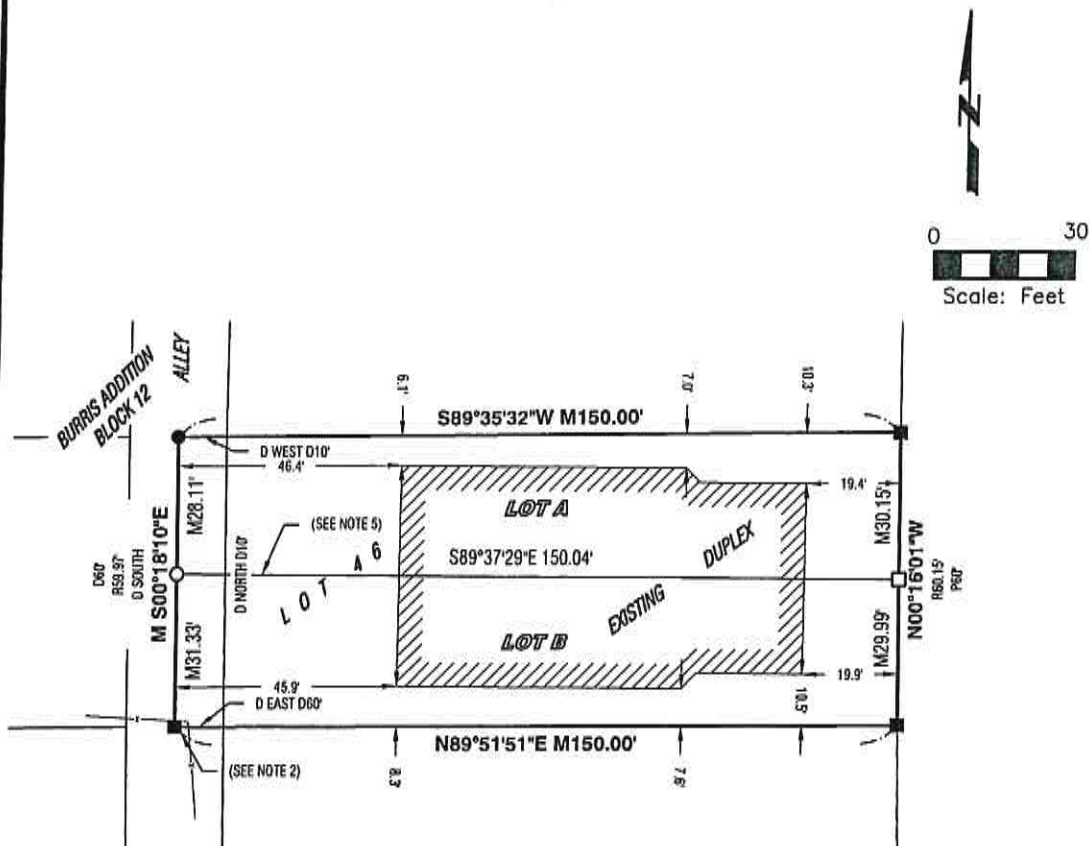 N
0 30
Scale: Feet
BURRIS ADDITION
BLOCK 12
ALLEY
6.1'
7.0'
10.3'
S89°35'32"W M150.00'
D WEST D10'
46.4'
19.4'
M28.11'
M30.15'
LOT A
(SEE NOTE 5)
S89°37'29"E 150.04'
DUPLEX
LOT A 6
EXISTING
D60'
R59.97'
D SOUTH
M S00°18'10"E
D NORTH D10'
N00°16'01"W
R60.15'
P60'
LOT B
M31.33'
M29.99'
45.9'
19.9'
D EAST D60'
10.5'
N89°51'51"E M150.00'
(SEE NOTE 2)
8.3'
7.6'